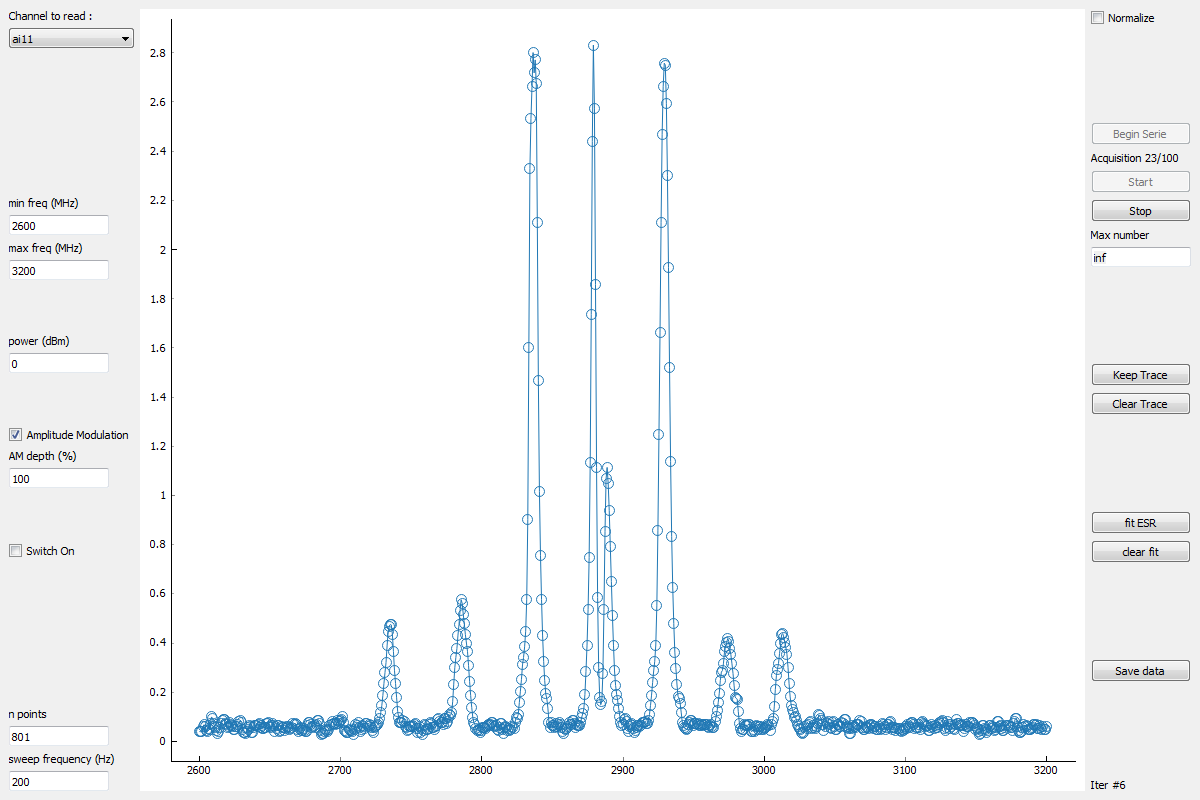 Channel to read :
ai11
min freq (MHz)
2600
max freq (MHz)
3200
power (dBm)
0
Amplitude Modulation
AM depth (%)
100
Switch On
n points
801
sweep frequency (Hz)
200
2.8
2.6
2.4
2.2
2
1.8
1.6
1.4
1.2
1
0.8
0.6
0.4
0.2
0
2600 2700 2800 2900 3000 3100 3200
Normalize
Begin Serie
Acquisition 23/100
Start
Stop
Max number
inf
Keep Trace
Clear Trace
fit ESR
clear fit
Save data
Iter #6